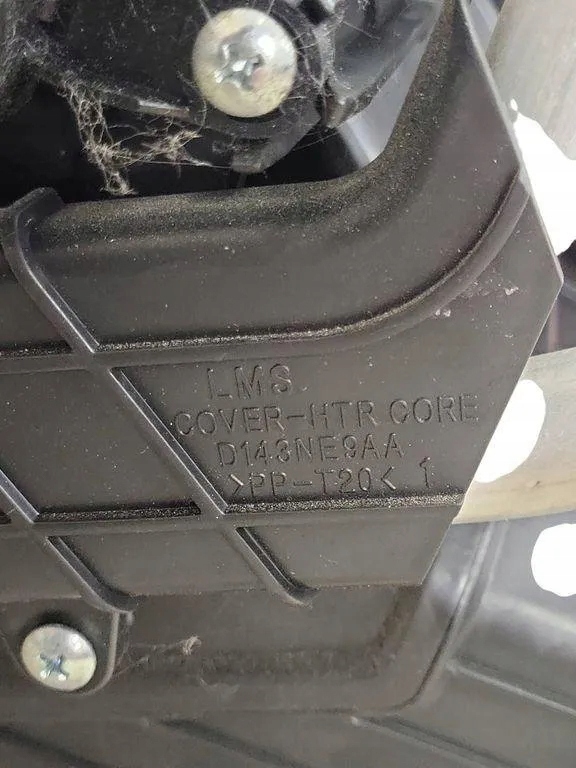 LMS
COVER-HTR CORE
D143NE9AA
>PP-T20< 1